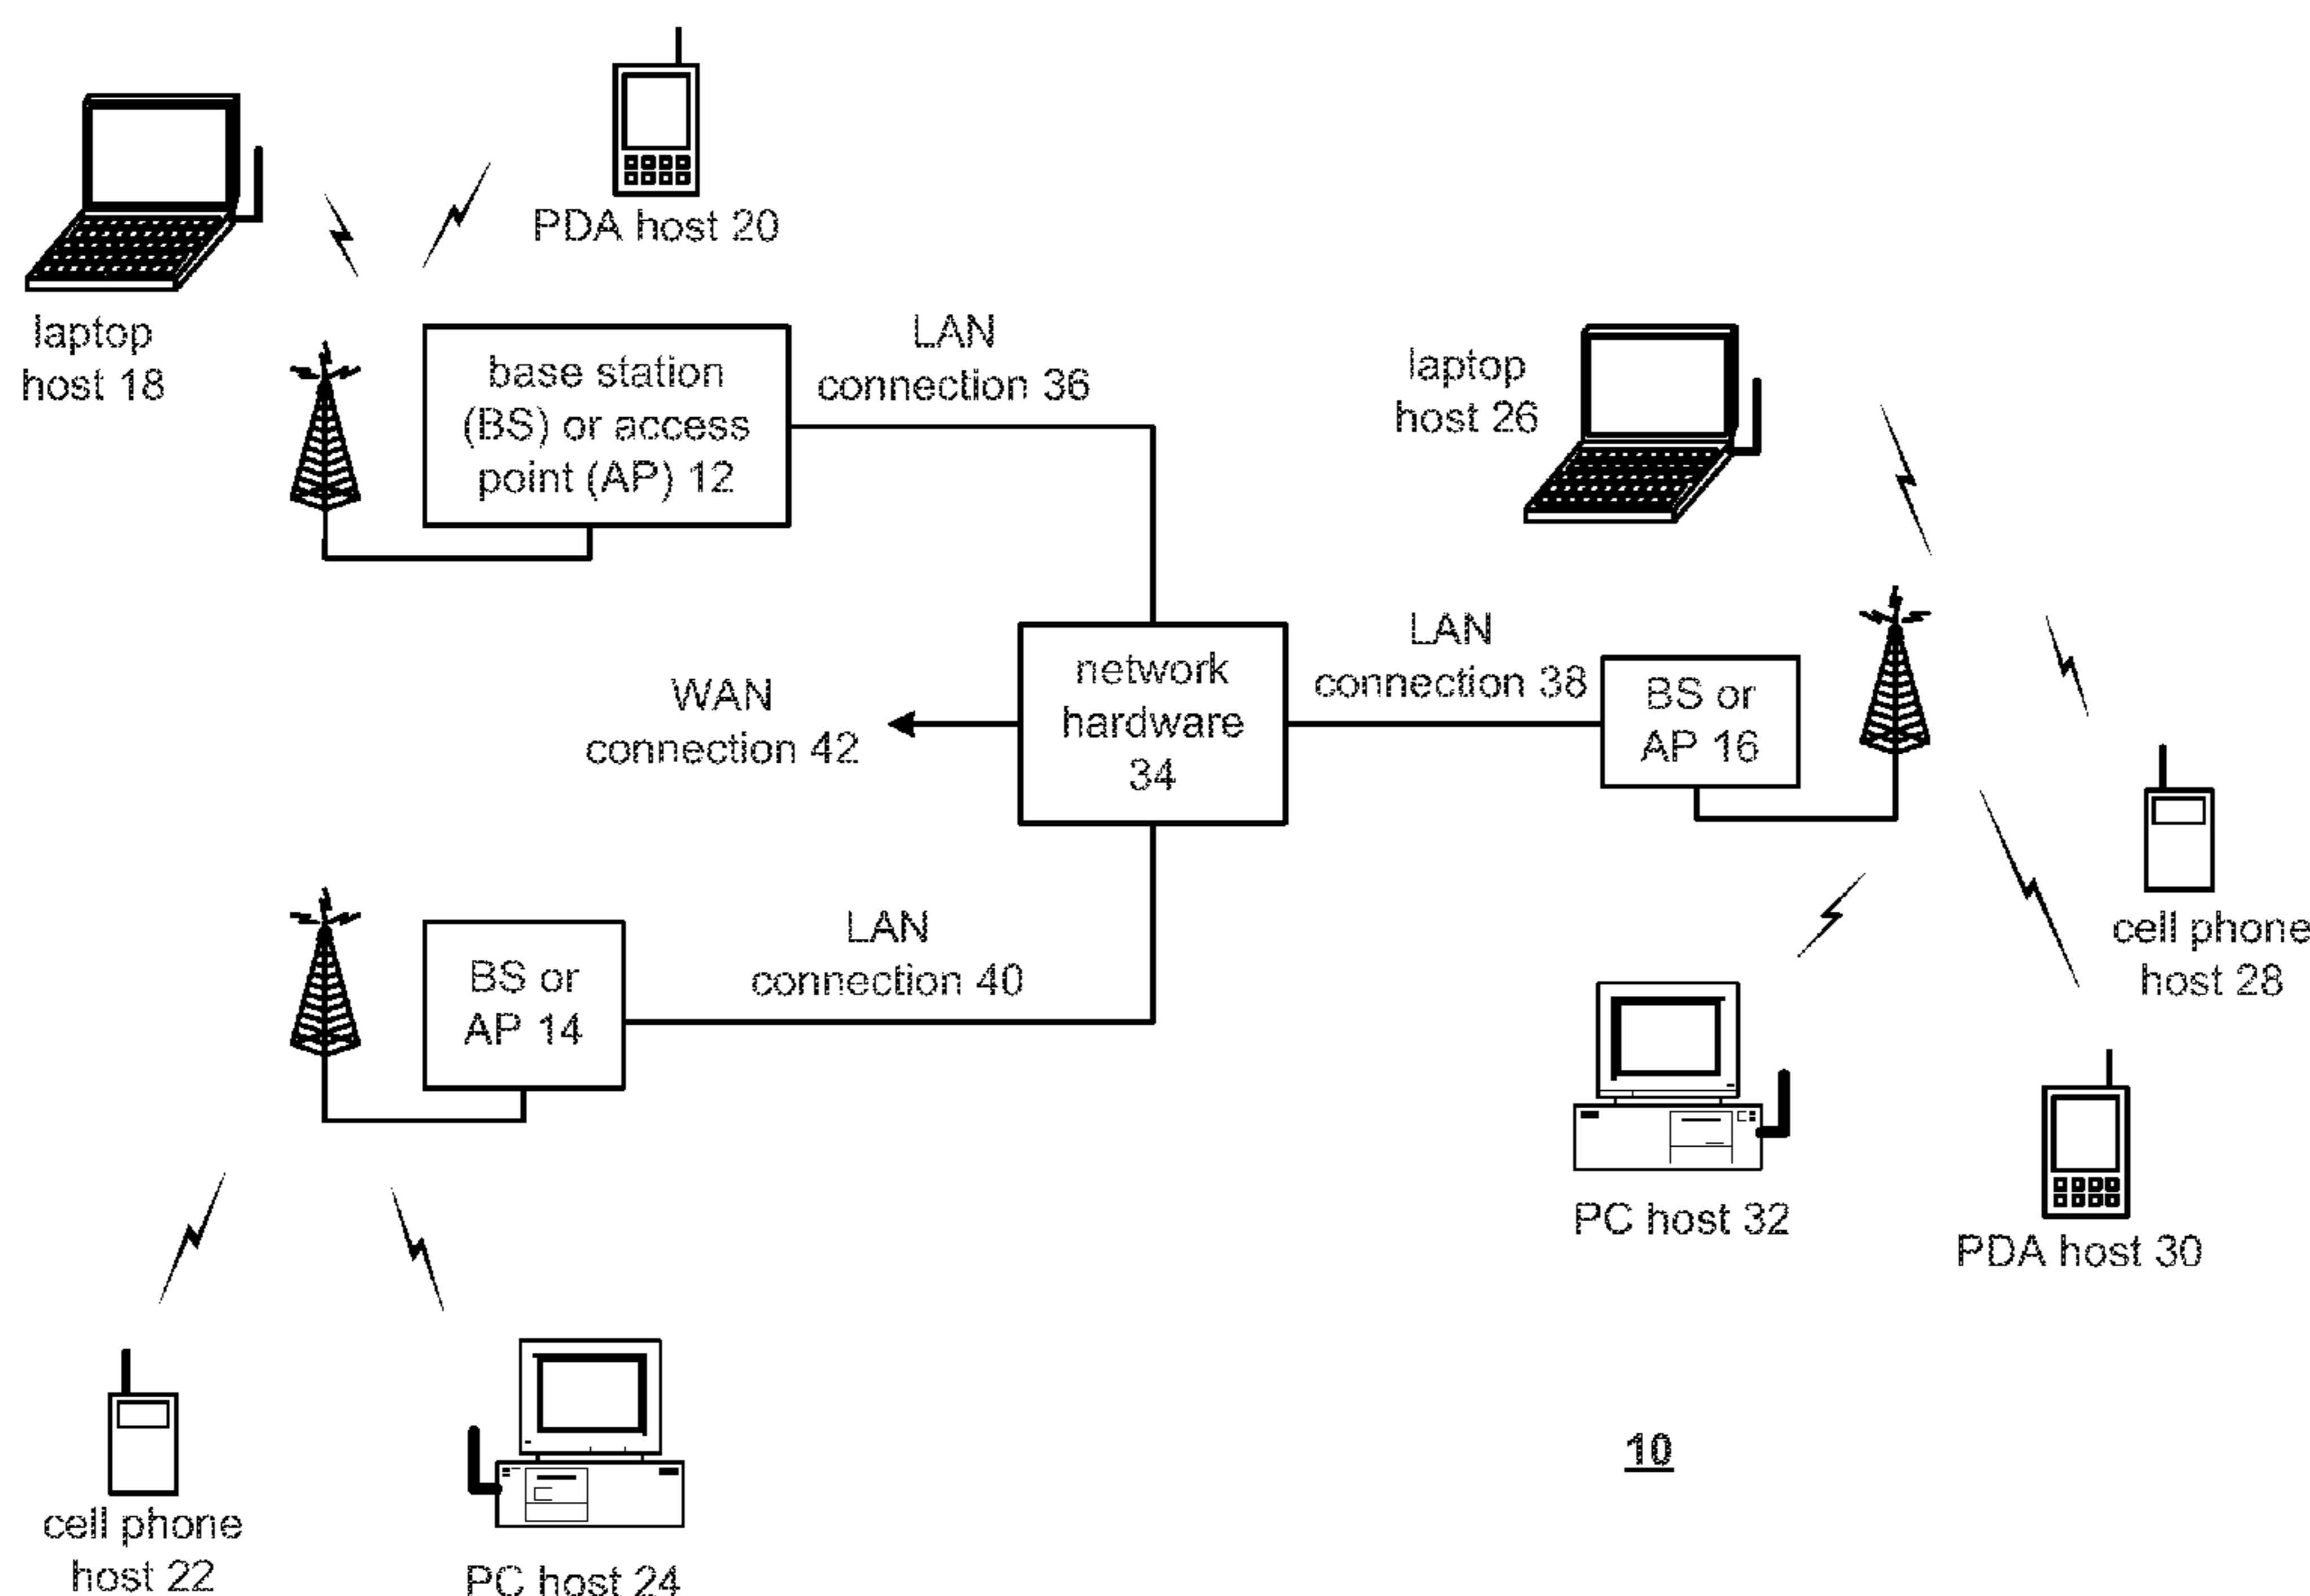 PDA host 20
laptop
host 18
base station
(BS) or access
point (AP) 12
LAN
connection 36
laptop
host 26
WAN
connection 42
network
hardware
34
LAN
connection 38
BS or
AP 16
cell phone
host 28
BS or
AP 14
LAN
connection 40
PC host 32
PDA host 30
cell phone
host 22
PC host 24
10